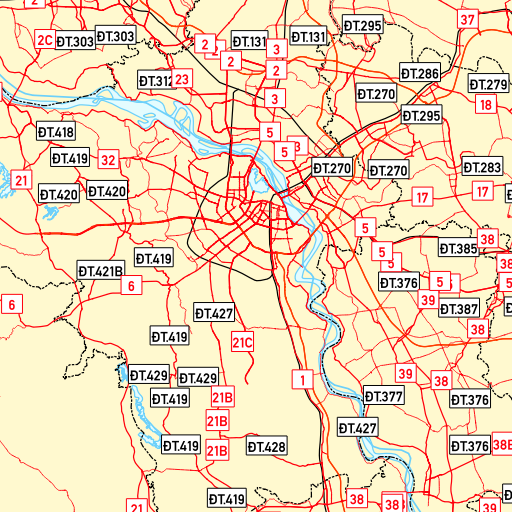 2
ĐT.295
37
2C
ĐT.303
ĐT.303
2
ĐT.131
3
ĐT.131
2
2
ĐT.286
ĐT.312
23
ĐT.279
3
ĐT.270
18
ĐT.295
ĐT.418
5
5
3
ĐT.419
32
ĐT.270
ĐT.270
ĐT.283
21
ĐT.420
ĐT.420
17
17
5
38
ĐT.385
5
5
ĐT.419
38
ĐT.421B
6
ĐT.376
5
5
6
39
ĐT.387
ĐT.427
38
ĐT.419
21C
ĐT.429
ĐT.429
1
39
38
ĐT.419
21B
ĐT.377
ĐT.376
21B
ĐT.427
ĐT.419
21B
ĐT.428
ĐT.376
38B
ĐT.419
38
38
21
39